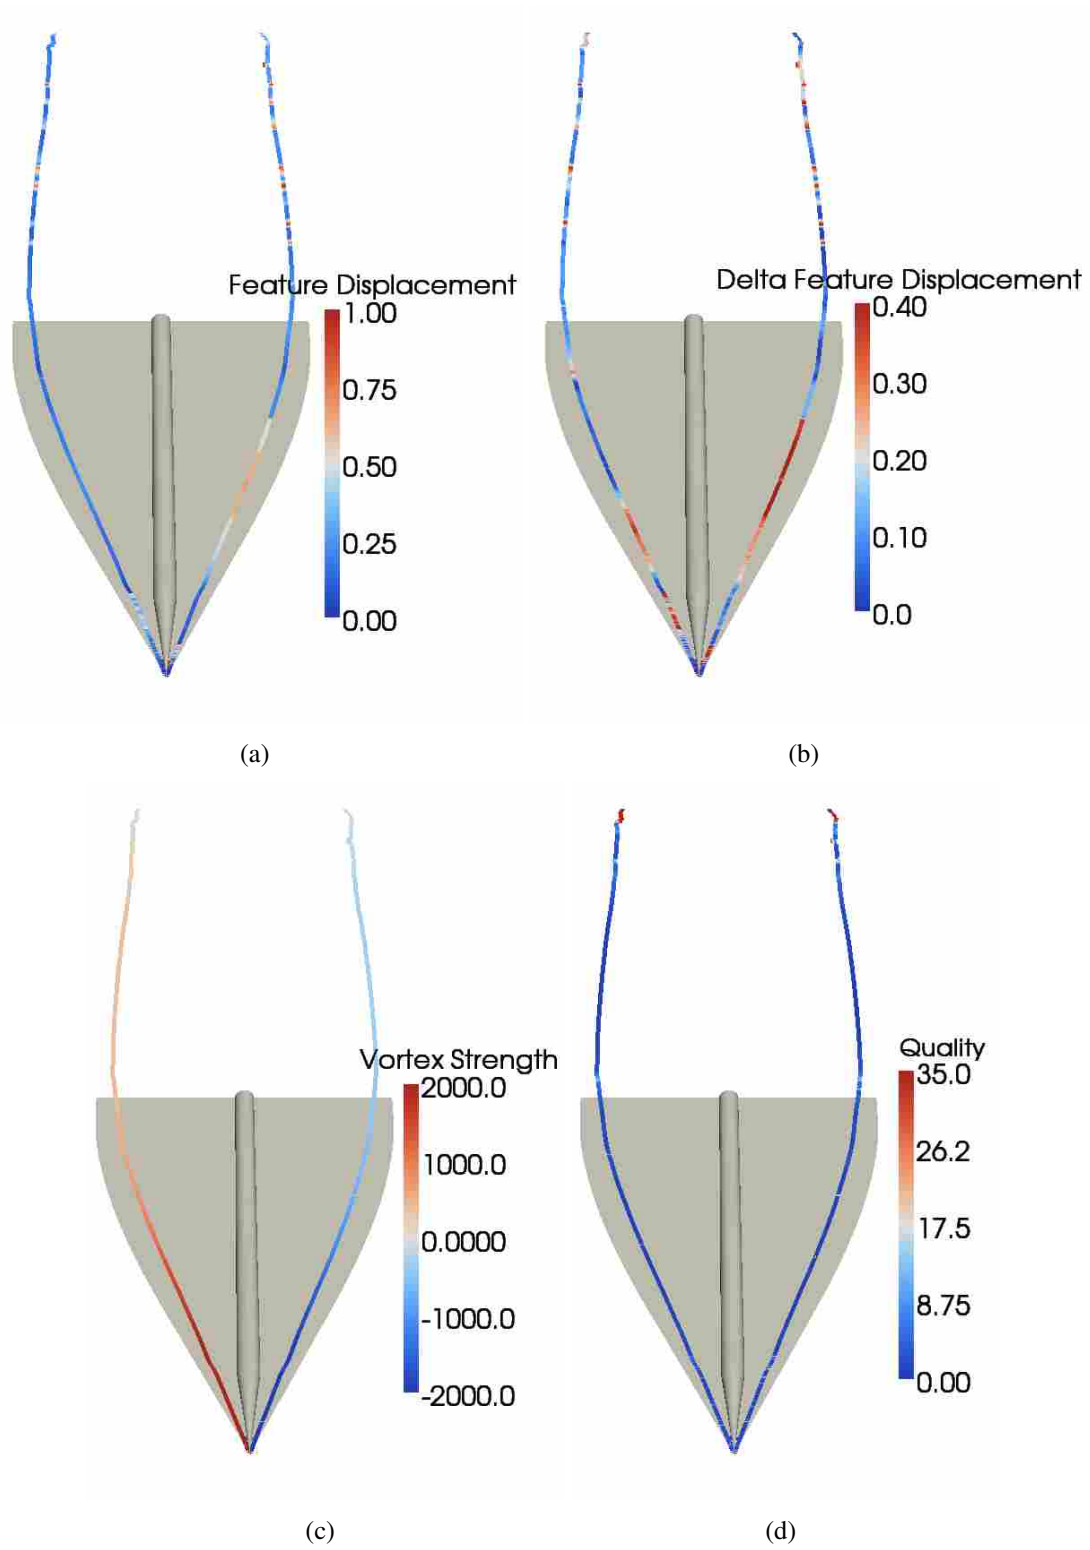 Feature Displacement
1.00
0.75
0.50
0.25
0.00
(a)
Delta Feature Displacement
0.40
0.30
0.20
0.10
0.0
(b)
Vortex Strength
2000.0
1000.0
0.0000
-1000.0
-2000.0
(c)
Quality
35.0
26.2
17.5
8.75
0.00
(d)